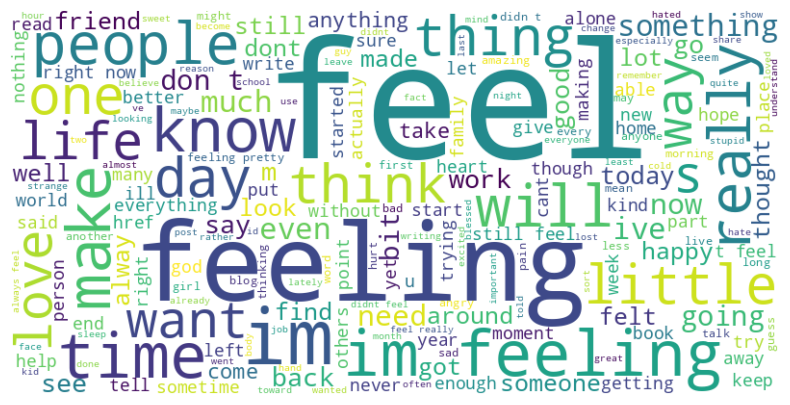 read friend people still anything something
might become sweet hour didnt guy leave amazing mind didn t hated change last especially share show seem quite
nothing right now believe reason school write dont sure made feel thing let alone go lot way really
one better don t much started actually looking ve maybe use fact night making good able remember may anyone place loved understand
life know two almost feeling pretty take family give every everyone new home hope
well strange many day first think heart though work least cold morning stupid today thought
world ill m put cant start kind mean hate
make everything look without bit will s now part
said href say even trying still feel ive
love another alway god post rather id bad yet writing excited blessed lost happy t feel
person right girl blog thinking hurt feeling point u pain week less live long
always feel already lately word didnt feel angry important told sort little
end sleep want find others need around felt going
time job im month feel really sad im feeling moment book talk try guess
face help done went left year got someone away
kid see tell sometime come body hand toward wanted back never often enough great getting keep